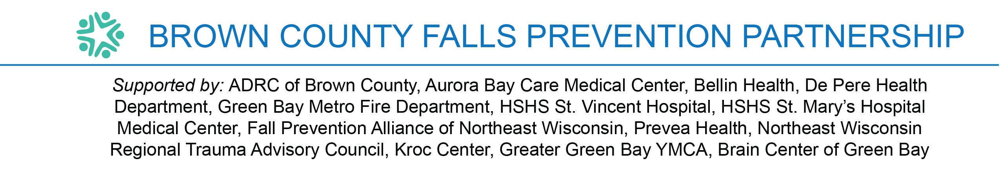 BROWN COUNTY FALLS PREVENTION PARTNERSHIP
Supported by: ADRC of Brown County, Aurora Bay Care Medical Center, Bellin Health, De Pere Health
Department, Green Bay Metro Fire Department, HSHS St. Vincent Hospital, HSHS St. Mary’s Hospital
Medical Center, Fall Prevention Alliance of Northeast Wisconsin, Prevea Health, Northeast Wisconsin
Regional Trauma Advisory Council, Kroc Center, Greater Green Bay YMCA, Brain Center of Green Bay